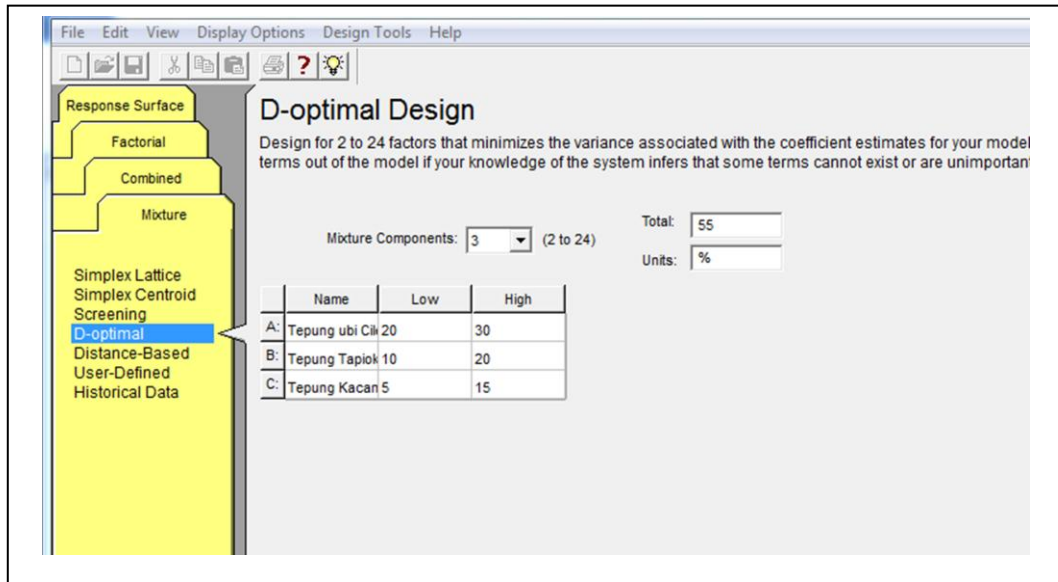 File Edit View Display Options Design Tools Help
Response Surface
Factorial
Combined
Mixture
Simplex Lattice
Simplex Centroid
Screening
D-optimal
Distance-Based
User-Defined
Historical Data
D-optimal Design
Design for 2 to 24 factors that minimizes the variance associated with the coefficient estimates for your model
terms out of the model if your knowledge of the system infers that some terms cannot exist or are unimportan
Mixture Components: 3 (2 to 24)
Total: 55
Units: %
Name Low High
A: Tepung ubi Cil 20 30
B: Tepung Tapiok 10 20
C: Tepung Kacan 5 15